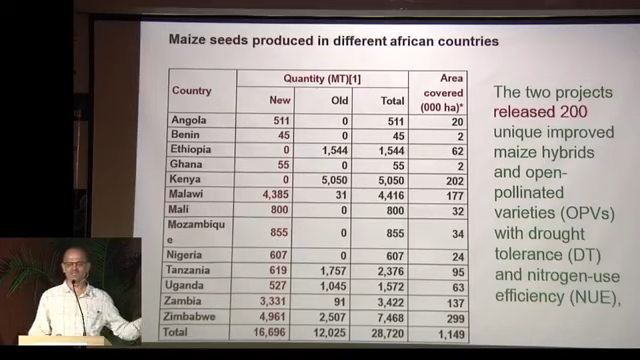 Maize seeds produced in different african countries
Country Quantity (MT)[1] Area covered (000 ha)*
New Old Total
Angola 511 0 511 20
Benin 45 0 45 2
Ethiopia 0 1,544 1,544 62
Ghana 55 0 55 2
Kenya 0 5,050 5,050 202
Malawi 4,385 31 4,416 177
Mali 800 0 800 32
Mozambiqu
e 855 0 855 34
Nigeria 607 0 607 24
Tanzania 619 1,757 2,376 95
Uganda 527 1,045 1,572 63
Zambia 3,331 91 3,422 137
Zimbabwe 4,961 2,507 7,468 299
Total 16,696 12,025 28,720 1,149
The two projects
released 200
unique improved
maize hybrids
and open-
pollinated
varieties (OPVs)
with drought
tolerance (DT)
and nitrogen-use
efficiency (NUE),